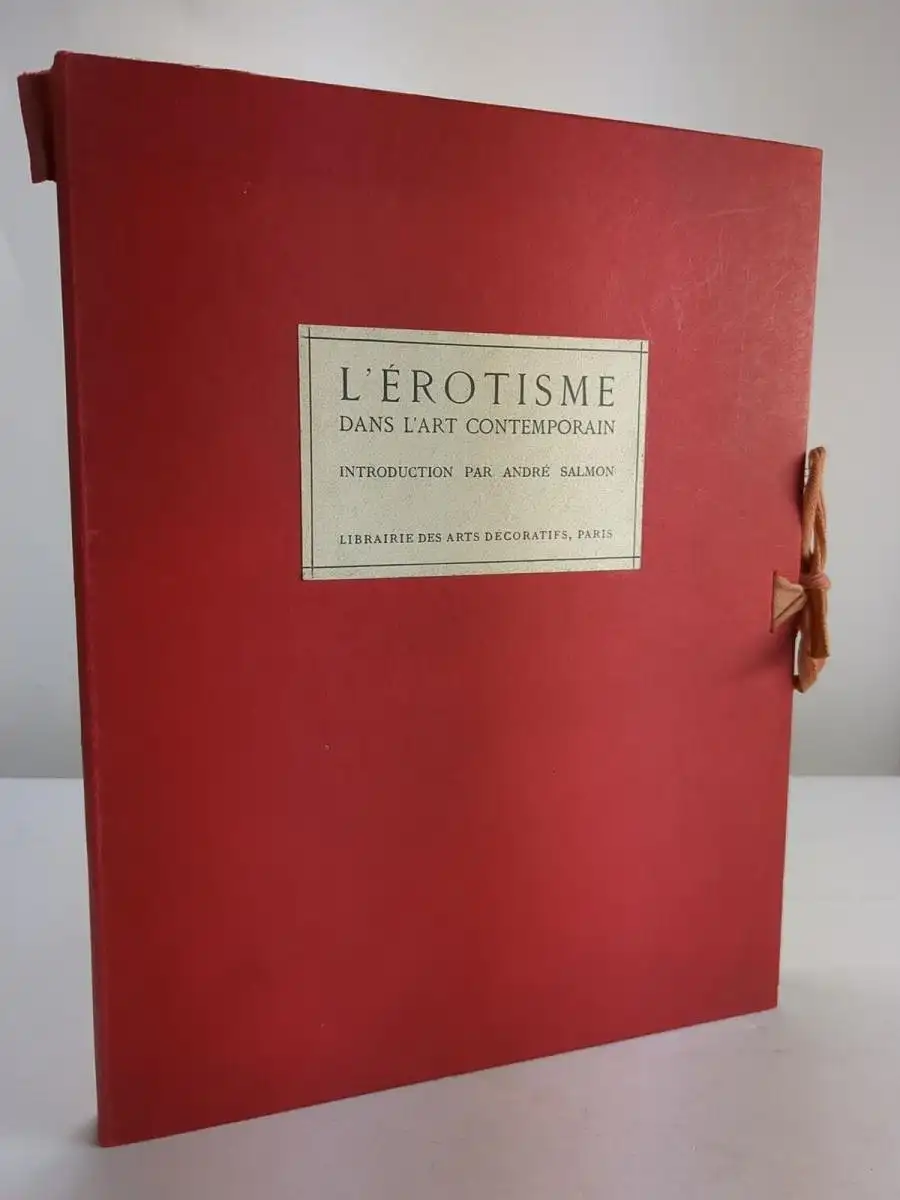 L'ÉROTISME
DANS L'ART CONTEMPORAIN
INTRODUCTION PAR ANDRÉ SALMON
LIBRAIRIE DES ARTS DÉCORATIFS, PARIS